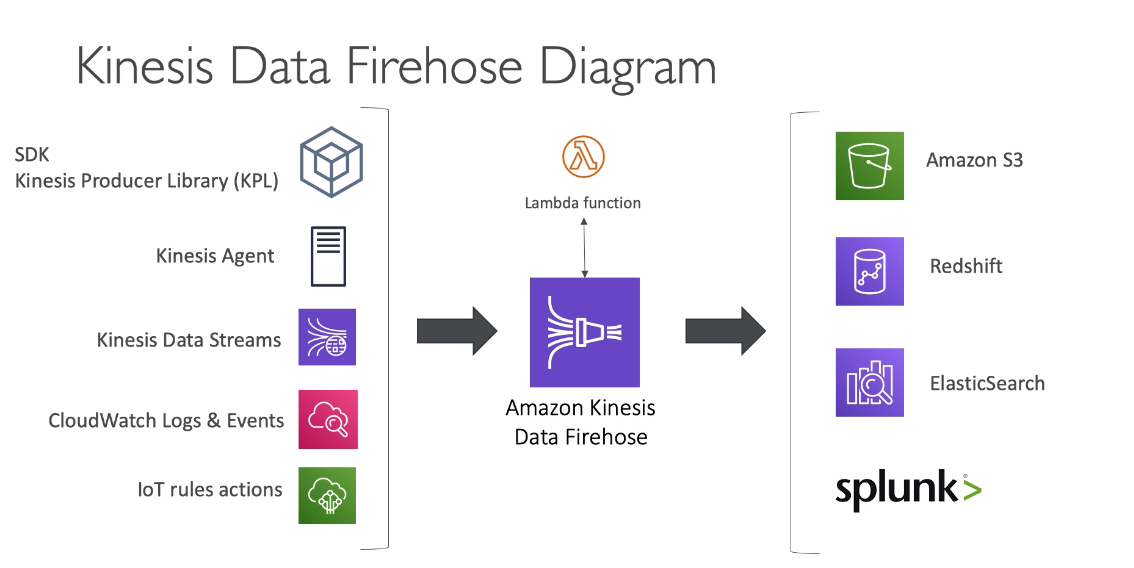 Kinesis Data Firehose Diagram
SDK
Kinesis Producer Library (KPL)
Kinesis Agent
Kinesis Data Streams
CloudWatch Logs & Events
IoT rules actions
Lambda function
Amazon Kinesis
Data Firehose
Amazon S3
Redshift
ElasticSearch
splunk>